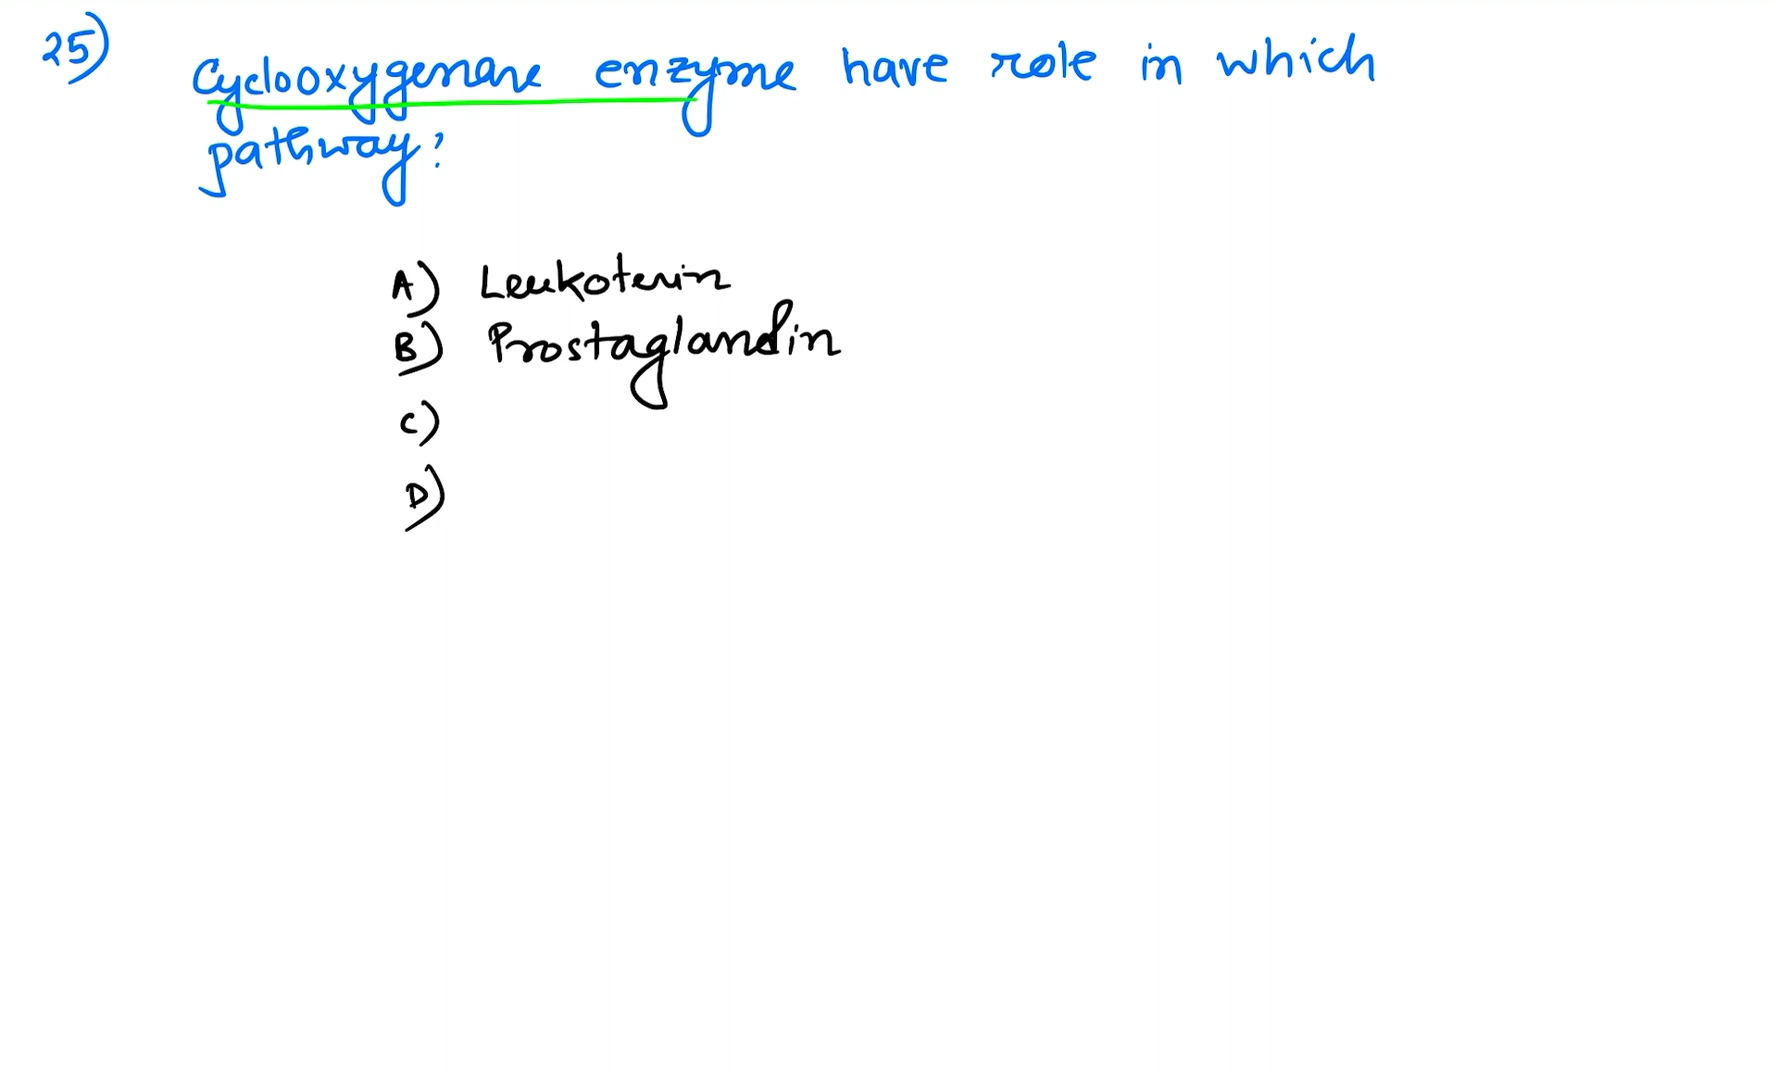 25) Cyclooxygenase enzyme have role in which
pathway?
A) Leukoterin
B) Prostaglandin
C)
D)